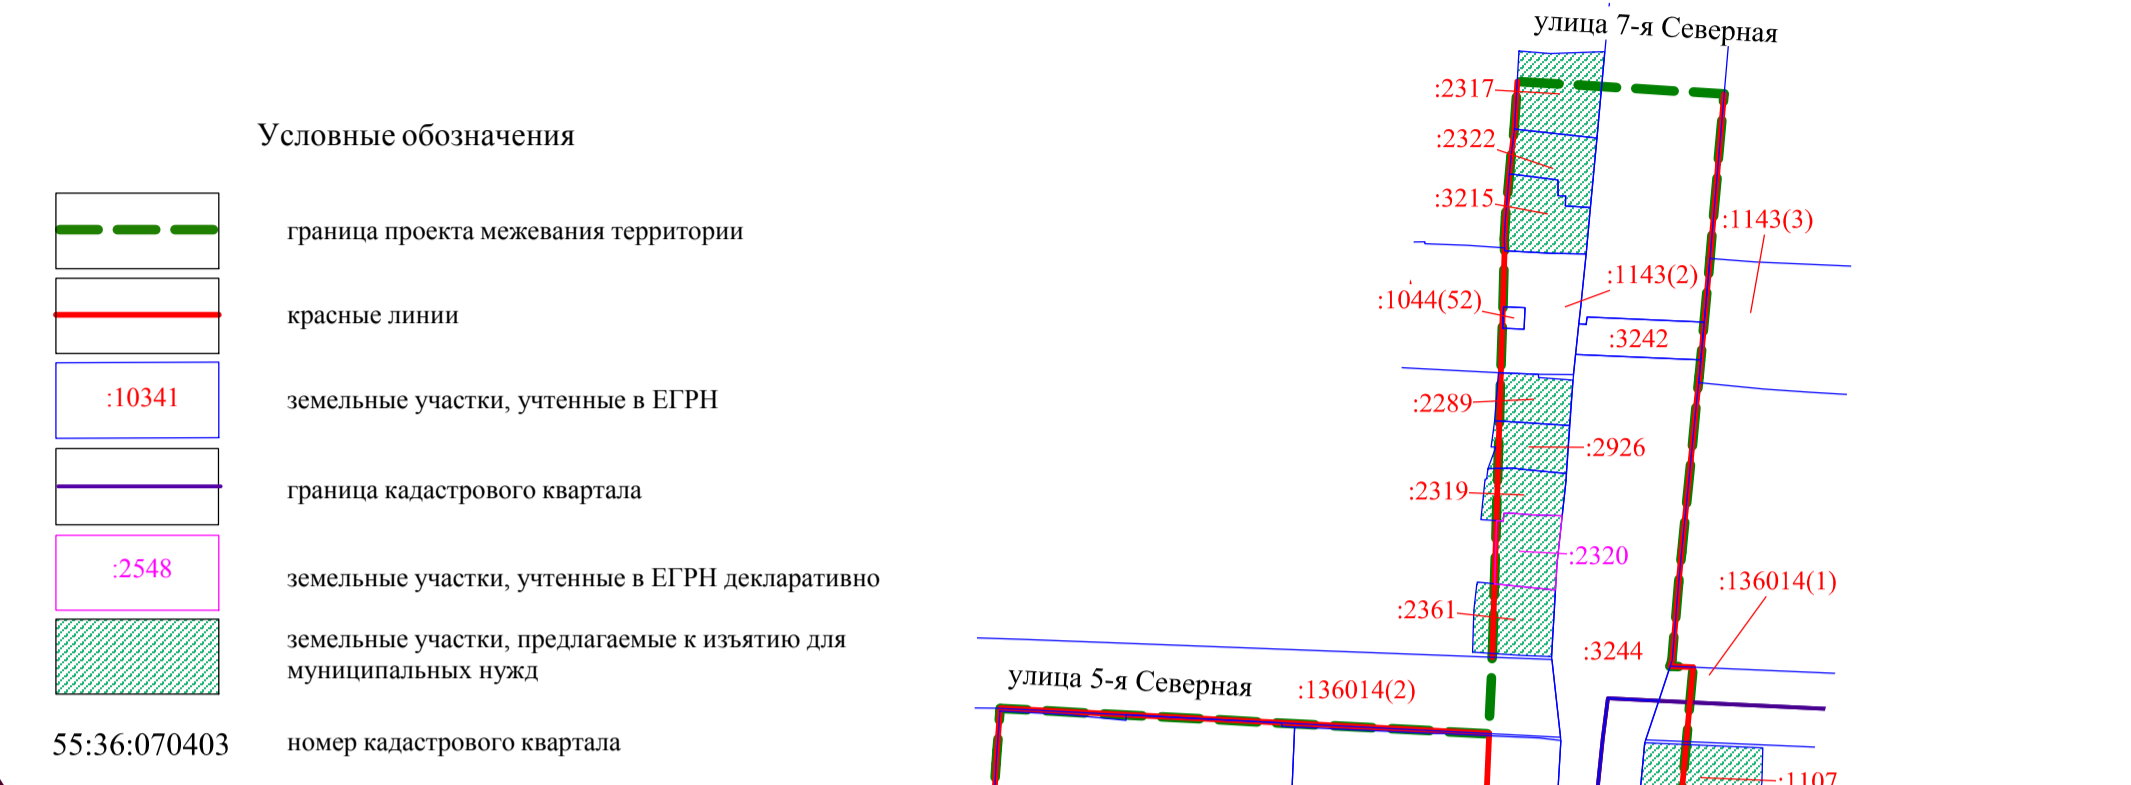 улица 7-я Северная
Условные обозначения
граница проекта межевания территории
красные линии
:10341
земельные участки, учтенные в ЕГРН
граница кадастрового квартала
:2548
земельные участки, учтенные в ЕГРН декларативно
земельные участки, предлагаемые к изъятию для
муниципальных нужд
55:36:070403
номер кадастрового квартала
:2317
:2322
:3215
:1143(3)
:1143(2)
:1044(52)
:3242
:2289
:2926
:2319
:2320
:136014(1)
:2361
:3244
улица 5-я Северная
:136014(2)
:1107